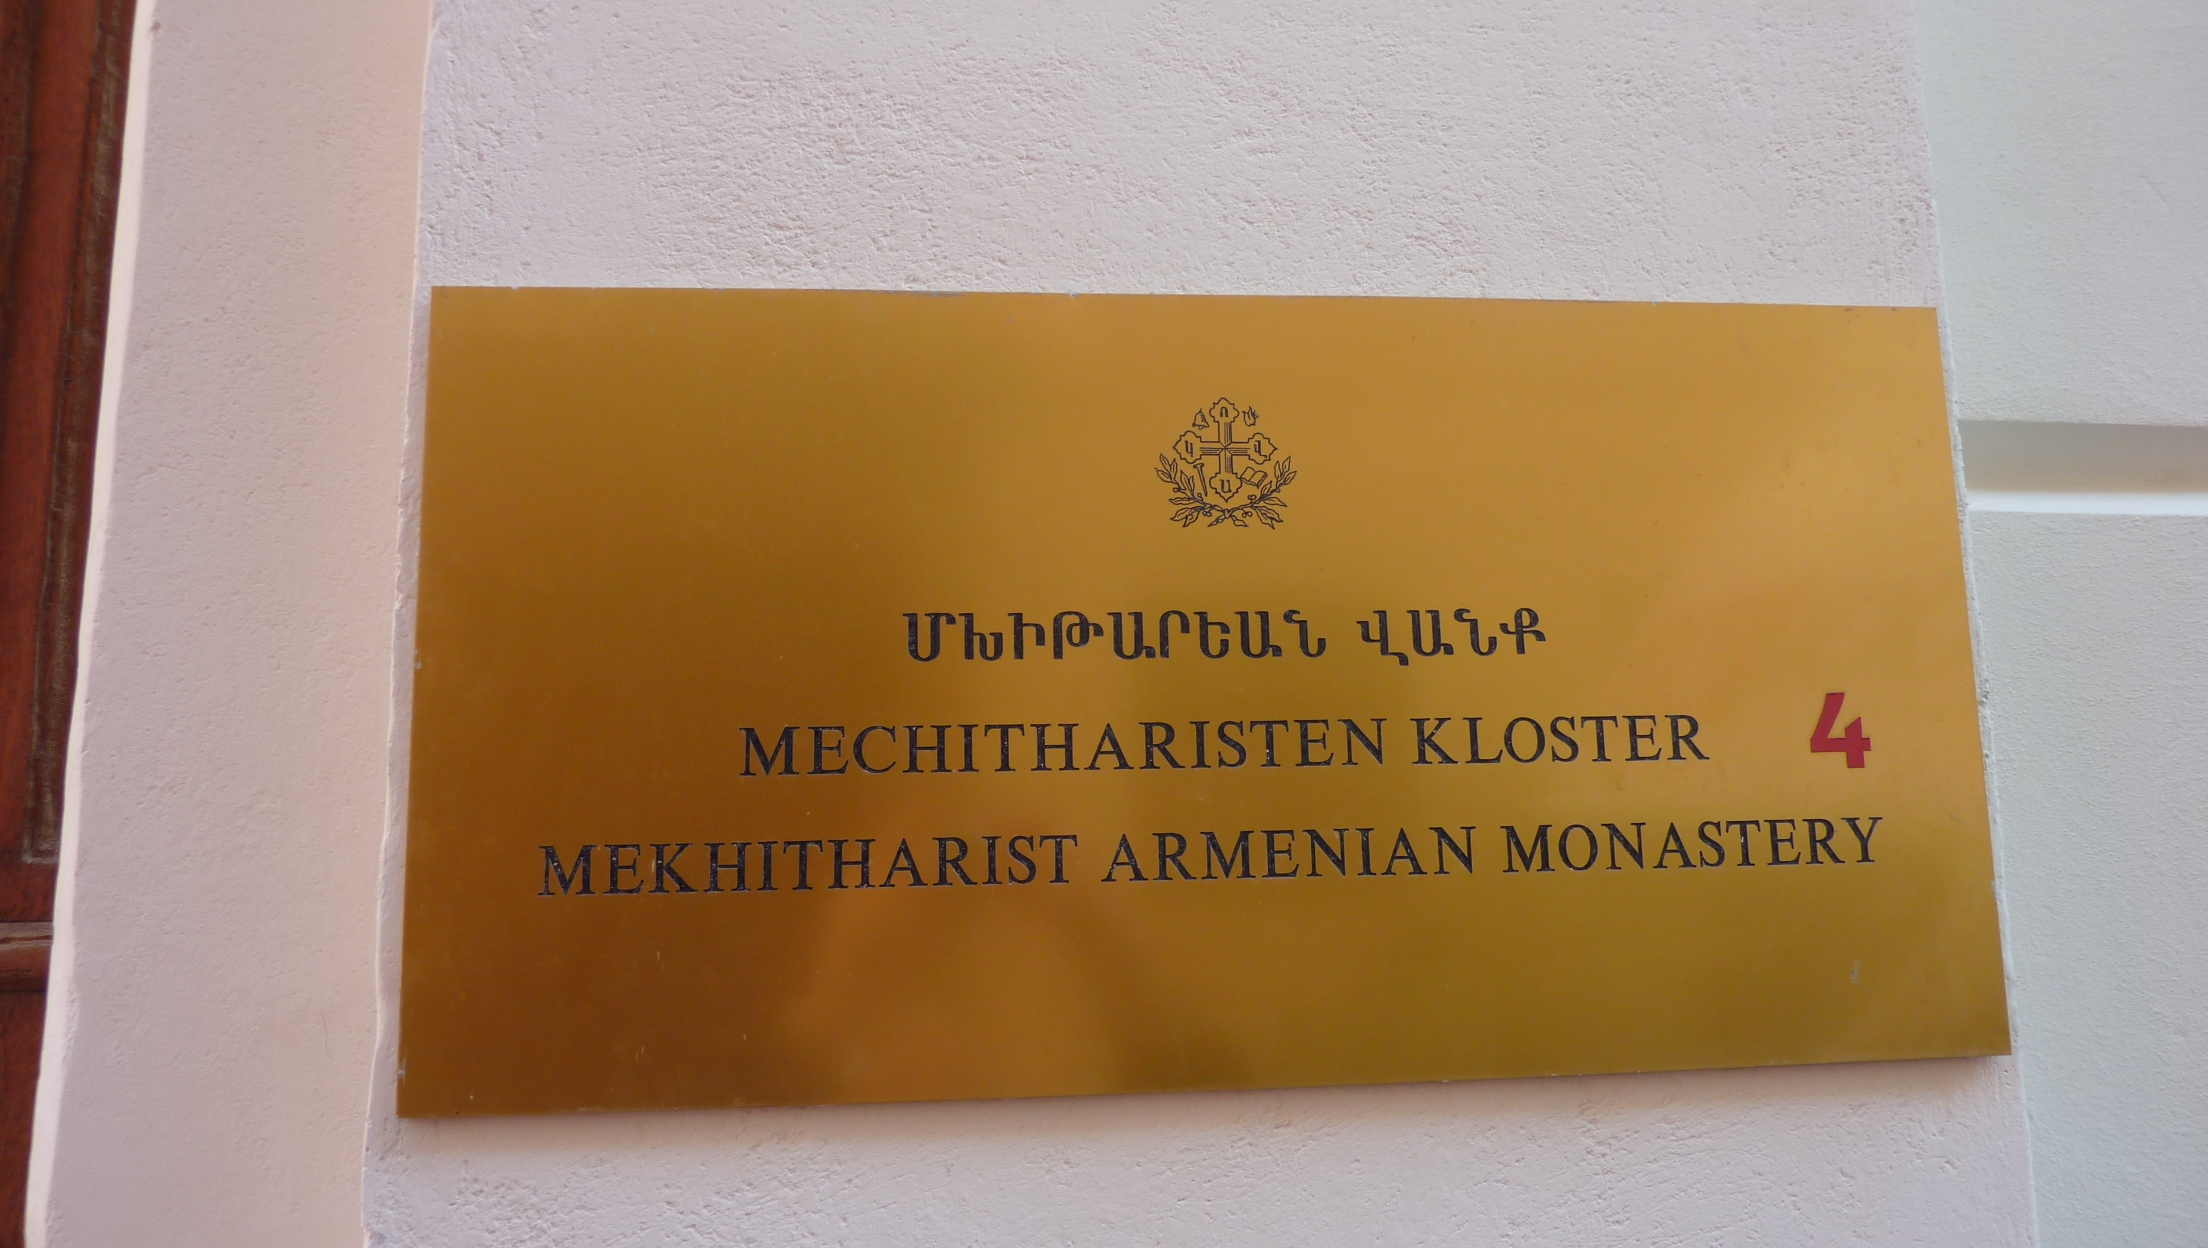 Ո
Կ Վ
Ա
ՄԽԻԹԱՐԵԱՆ ՎԱՆՔ
MECHITHARISTEN KLOSTER 4
MEKHITHARIST ARMENIAN MONASTERY